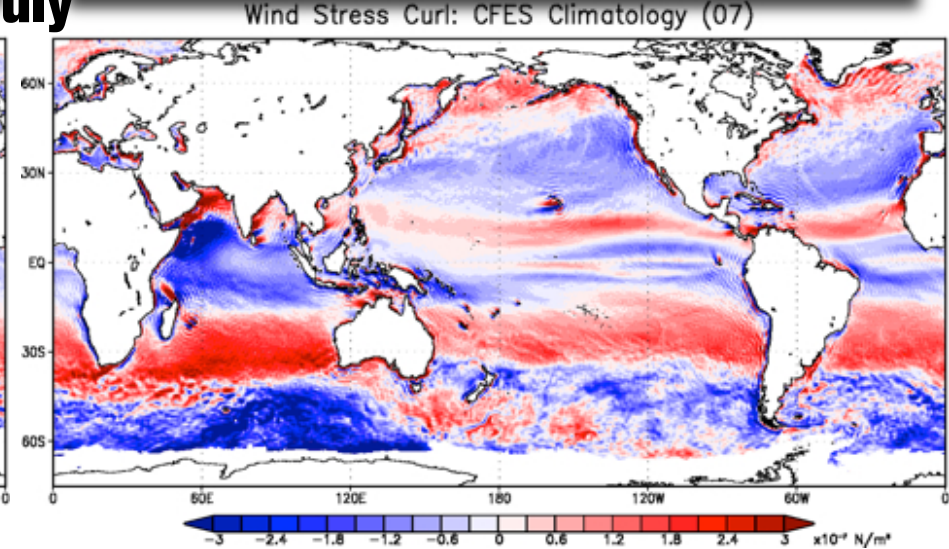 uly
Wind Stress Curl: CFES Climatology (07)
60N
30N
EQ
30S
60S
0 0 60E 120E 180 120W 60W 0
-3 -2.4 -1.8 -1.2 -0.6 0 0.6 1.2 1.8 2.4 3 x10⁻⁷ N/m³